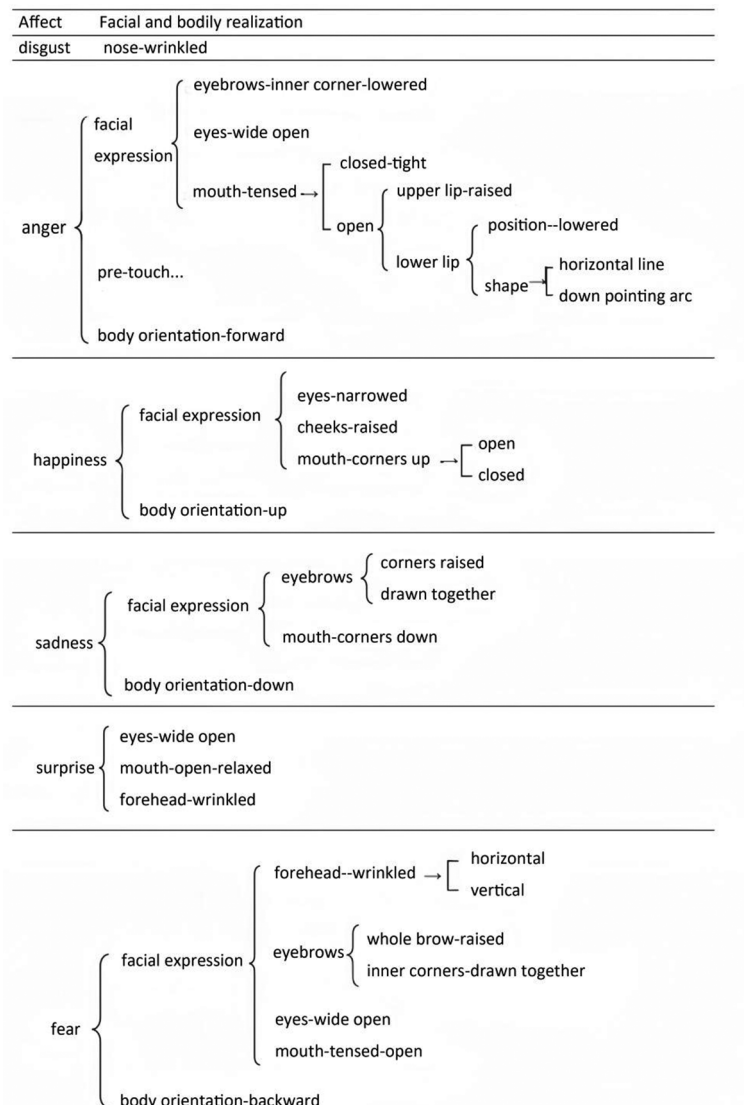 Affect Facial and bodily realization
disgust nose-wrinkled
anger
facial
expression
eyebrows-inner corner-lowered
eyes-wide open
mouth-tensed →
closed-tight
open
upper lip-raised
lower lip
position--lowered
shape
horizontal line
down pointing arc
pre-touch...
body orientation-forward
happiness
facial expression
eyes-narrowed
cheeks-raised
mouth-corners up →
open
closed
body orientation-up
sadness
facial expression
eyebrows
corners raised
drawn together
mouth-corners down
body orientation-down
surprise
eyes-wide open
mouth-open-relaxed
forehead-wrinkled
fear
facial expression
forehead--wrinkled →
horizontal
vertical
eyebrows
whole brow-raised
inner corners-drawn together
eyes-wide open
mouth-tensed-open
body orientation-backward